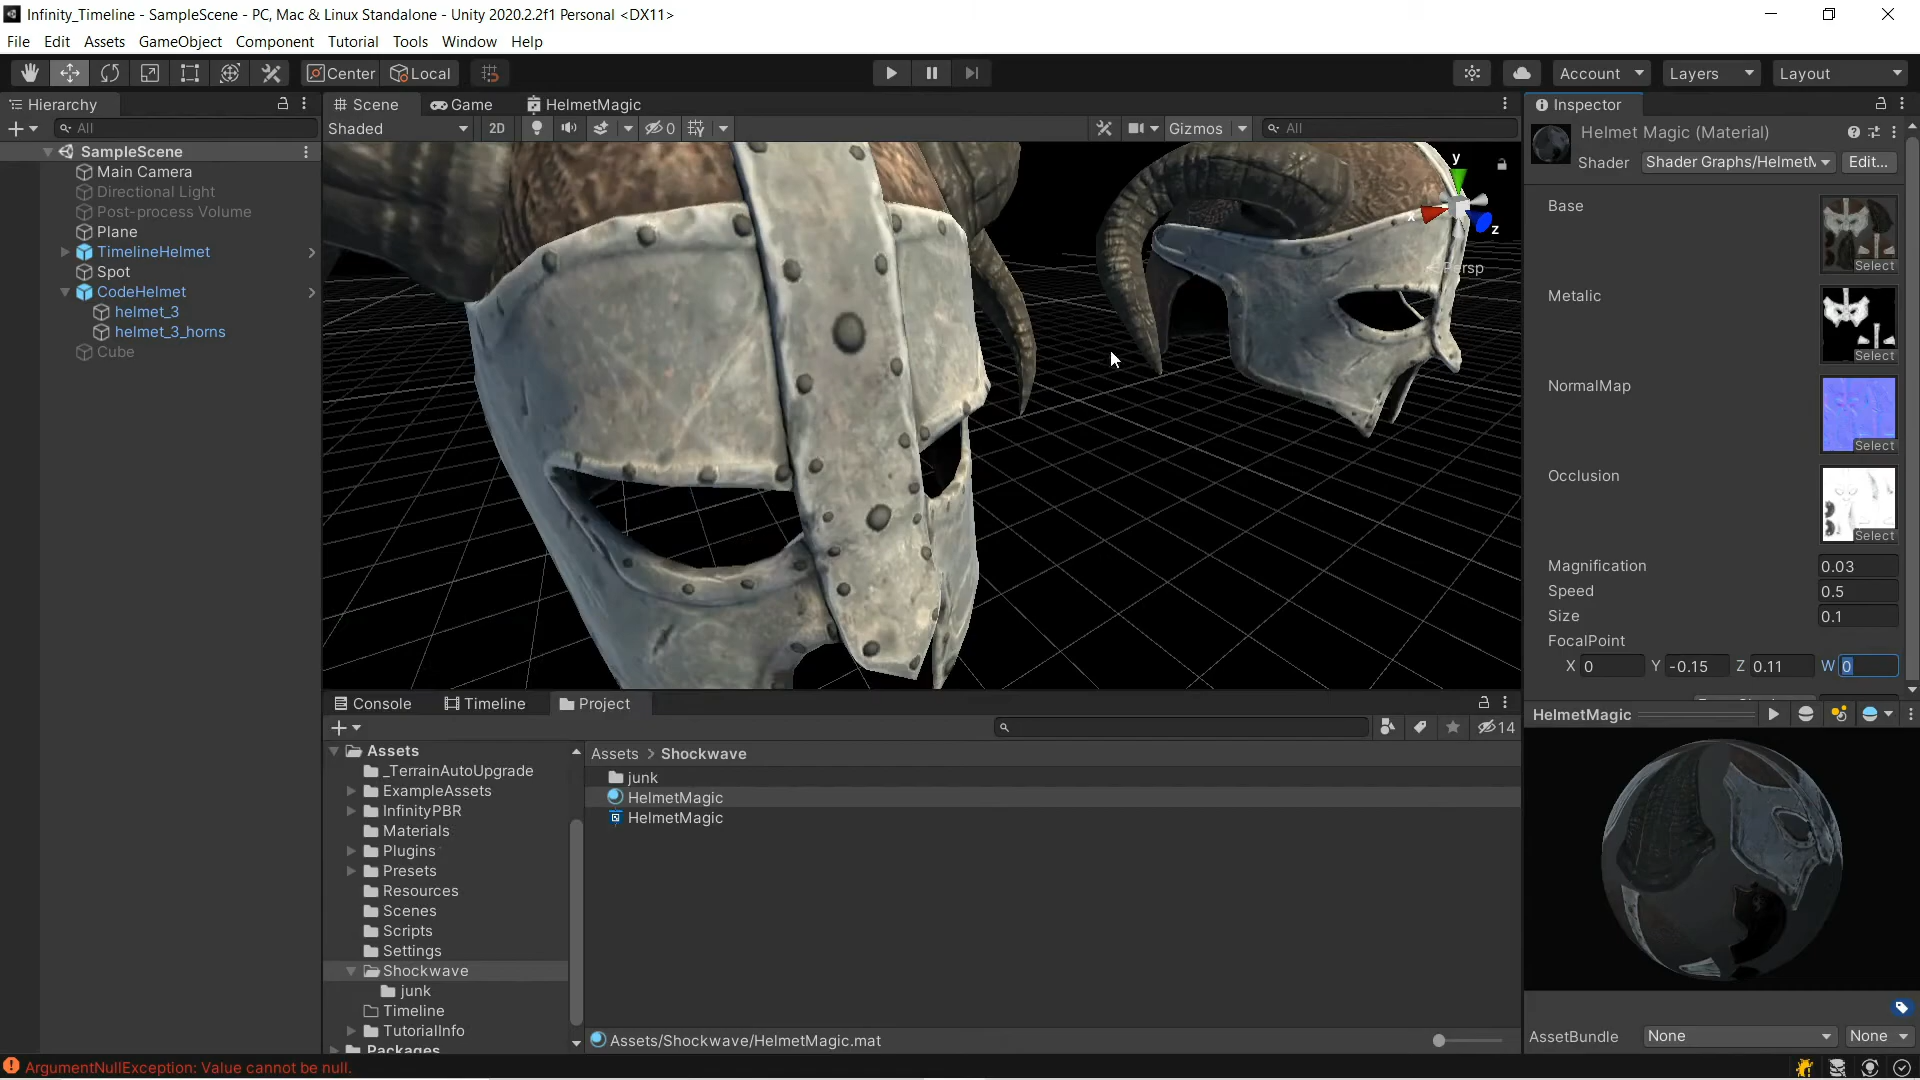 Infinity_Timeline - SampleScene - PC, Mac & Linux Standalone - Unity 2020.2.2f1 Personal <DX11>
File Edit Assets GameObject Component Tutorial Tools Window Help
Center Local Account Layers Layout
Hierarchy
All
SampleScene
Main Camera
Directional Light
Post-process Volume
Plane
TimelineHelmet
Spot
CodeHelmet
helmet_3
helmet_3_horns
Cube
Scene Game HelmetMagic
Shaded 2D 0 Gizmos All
y
x
z
Persp
Inspector
Helmet Magic (Material)
Shader Shader Graphs/HelmetM Edit...
Base
Select
Metalic
Select
NormalMap
Select
Occlusion
Select
Magnification 0.03
Speed 0.5
Size 0.1
FocalPoint
X 0 Y -0.15 Z 0.11 W 0
HelmetMagic
AssetBundle None None
Console Timeline Project
14
Assets
_TerrainAutoUpgrade
ExampleAssets
InfinityPBR
Materials
Plugins
Presets
Resources
Scenes
Scripts
Settings
Shockwave
junk
Timeline
TutorialInfo
Packages
Assets > Shockwave
junk
HelmetMagic
HelmetMagic
Assets/Shockwave/HelmetMagic.mat
ArgumentNullException: Value cannot be null.